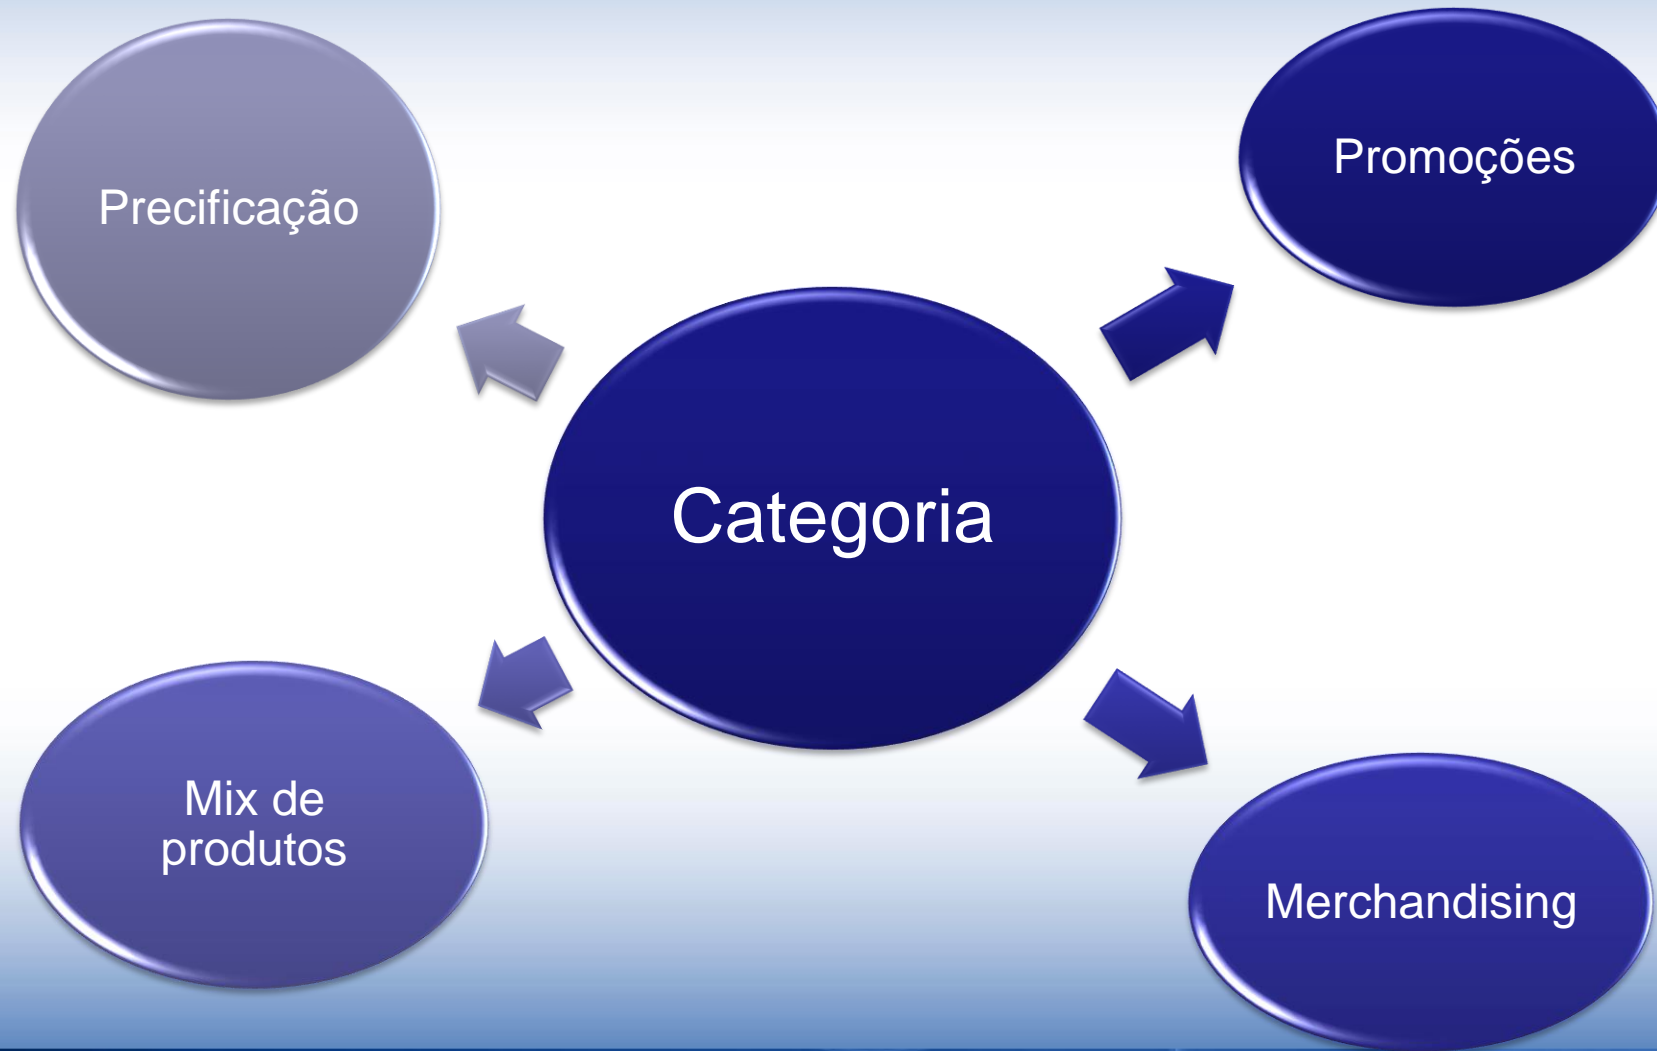 Precificação
Promoções
Categoria
Mix de
produtos
Merchandising